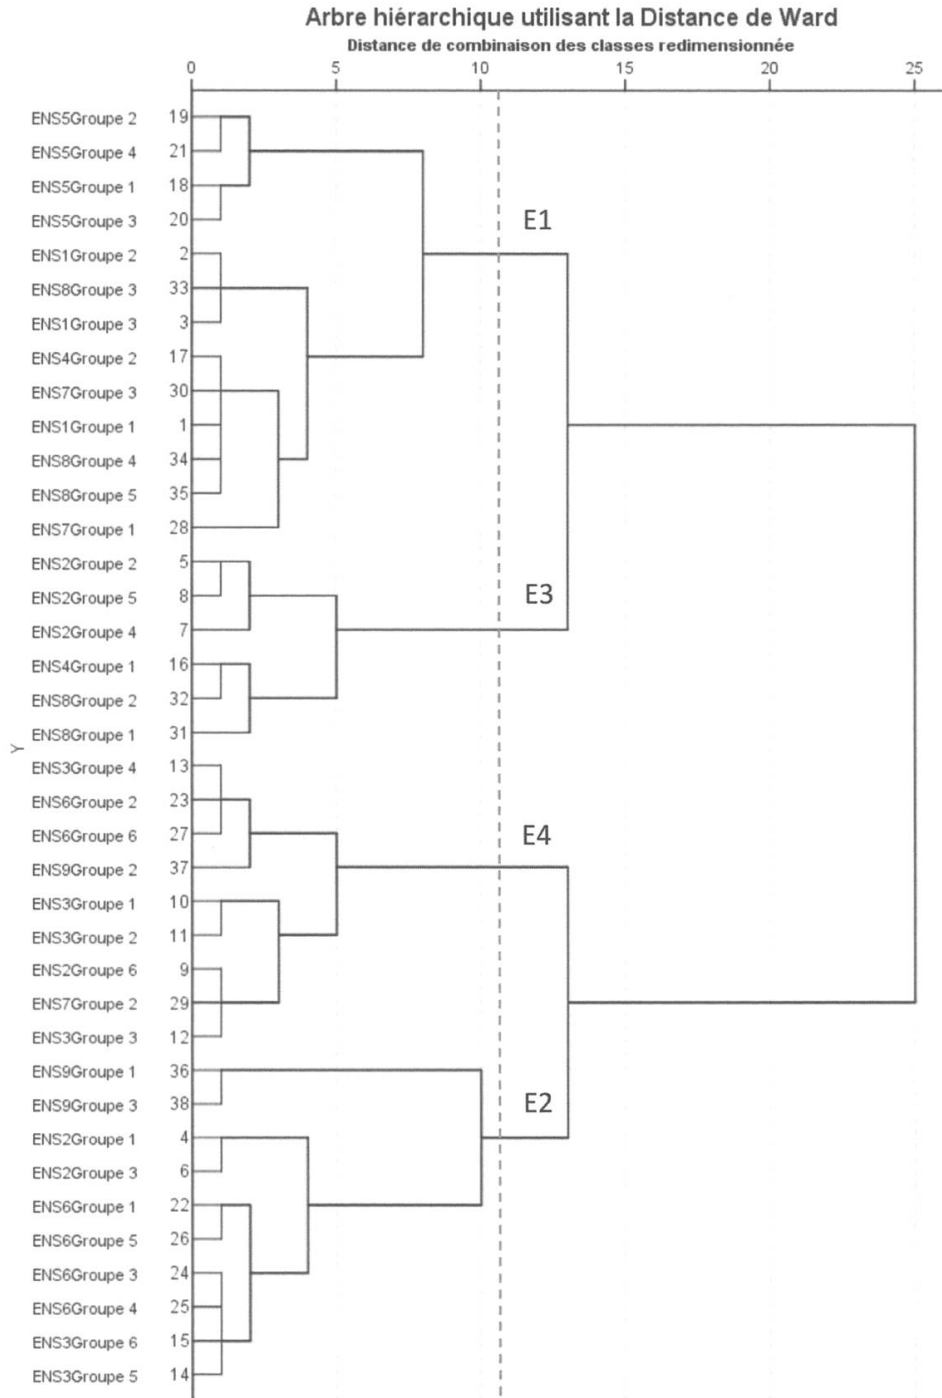 Arbre hiérarchique utilisant la Distance de Ward
Distance de combinaison des classes redimensionnée
0 5 10 15 20 25
ENS5Groupe 2 19
ENS5Groupe 4 21
ENS5Groupe 1 18
ENS5Groupe 3 20
E1
ENS1Groupe 2 2
ENS8Groupe 3 33
ENS1Groupe 3 3
ENS4Groupe 2 17
ENS7Groupe 3 30
ENS1Groupe 1 1
ENS8Groupe 4 34
ENS8Groupe 5 35
ENS7Groupe 1 28
ENS2Groupe 2 5
ENS2Groupe 5 8
E3
ENS2Groupe 4 7
ENS4Groupe 1 16
ENS8Groupe 2 32
ENS8Groupe 1 31
Y
ENS3Groupe 4 13
ENS6Groupe 2 23
ENS6Groupe 6 27
E4
ENS9Groupe 2 37
ENS3Groupe 1 10
ENS3Groupe 2 11
ENS2Groupe 6 9
ENS7Groupe 2 29
ENS3Groupe 3 12
ENS9Groupe 1 36
ENS9Groupe 3 38
E2
ENS2Groupe 1 4
ENS2Groupe 3 6
ENS6Groupe 1 22
ENS6Groupe 5 26
ENS6Groupe 3 24
ENS6Groupe 4 25
ENS3Groupe 6 15
ENS3Groupe 5 14